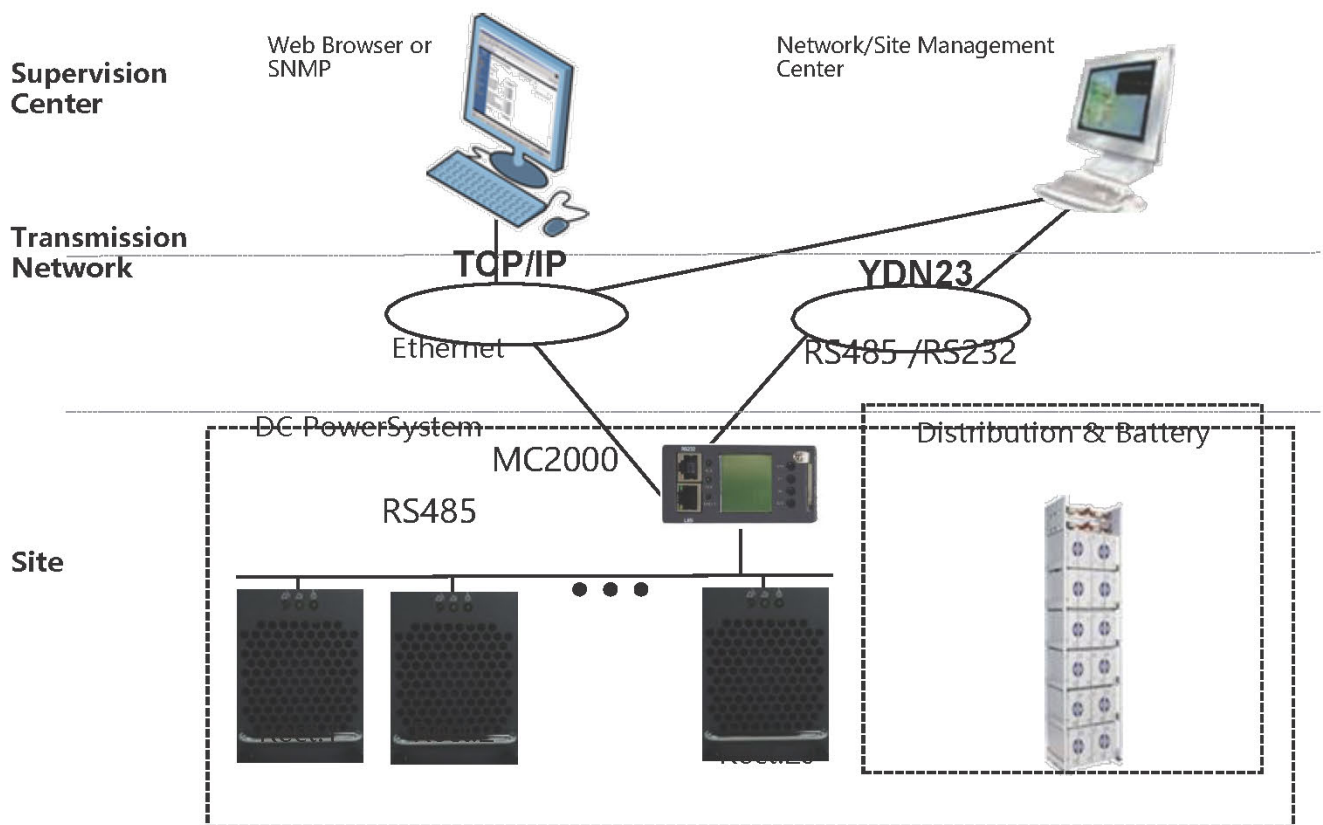 Web Browser or
SNMP
Network/Site Management
Center
Supervision
Center
Transmission
Network
TCP/IP
YDN23
Ethernet
RS485 /RS232
DC PowerSystem
Distribution & Battery
MC2000
RS485
Site